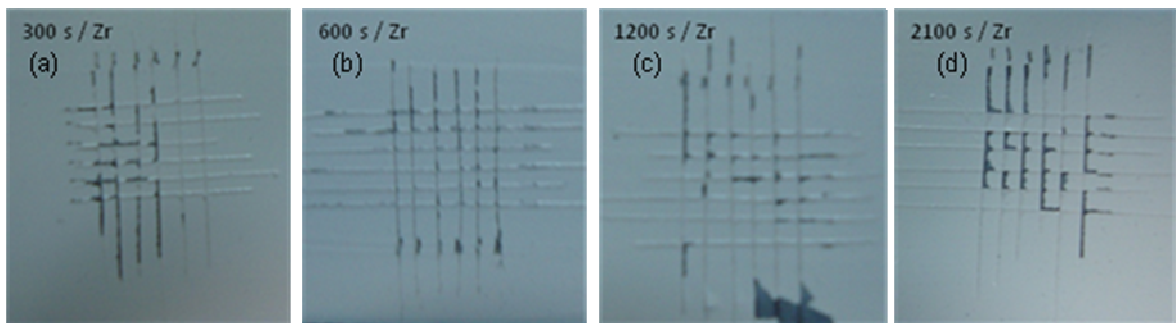 300 s / Zr
(a)
600 s / Zr
(b)
1200 s / Zr
(c)
2100 s / Zr
(d)